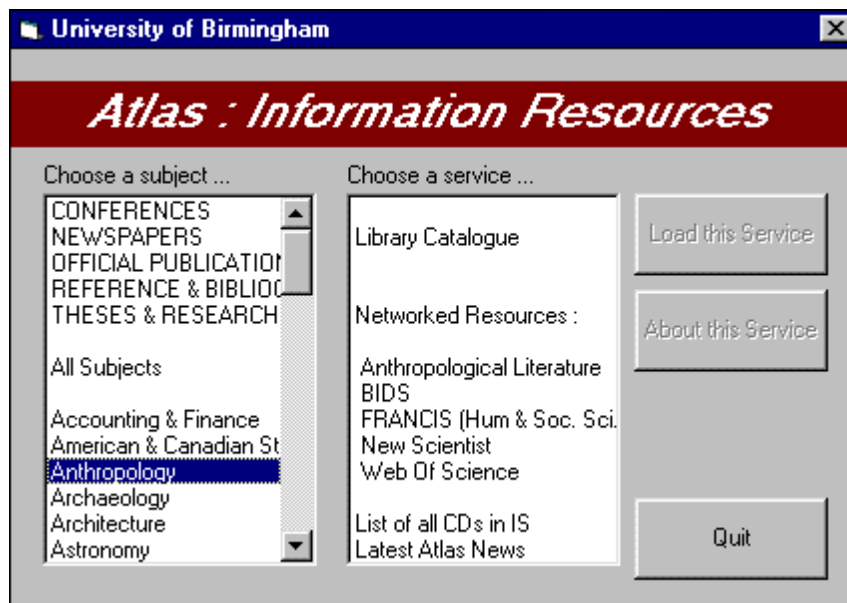 University of Birmingham
Atlas : Information Resources
Choose a subject ...
CONFERENCES
NEWSPAPERS
OFFICIAL PUBLICATION
REFERENCE & BIBLIOG
THESES & RESEARCH
All Subjects
Accounting & Finance
American & Canadian St
Anthropology
Archaeology
Architecture
Astronomy
Choose a service ...
Library Catalogue
Networked Resources :
Anthropological Literature
BIDS
FRANCIS (Hum & Soc. Sci.
New Scientist
Web Of Science
List of all CDs in IS
Latest Atlas News
Load this Service
About this Service
Quit